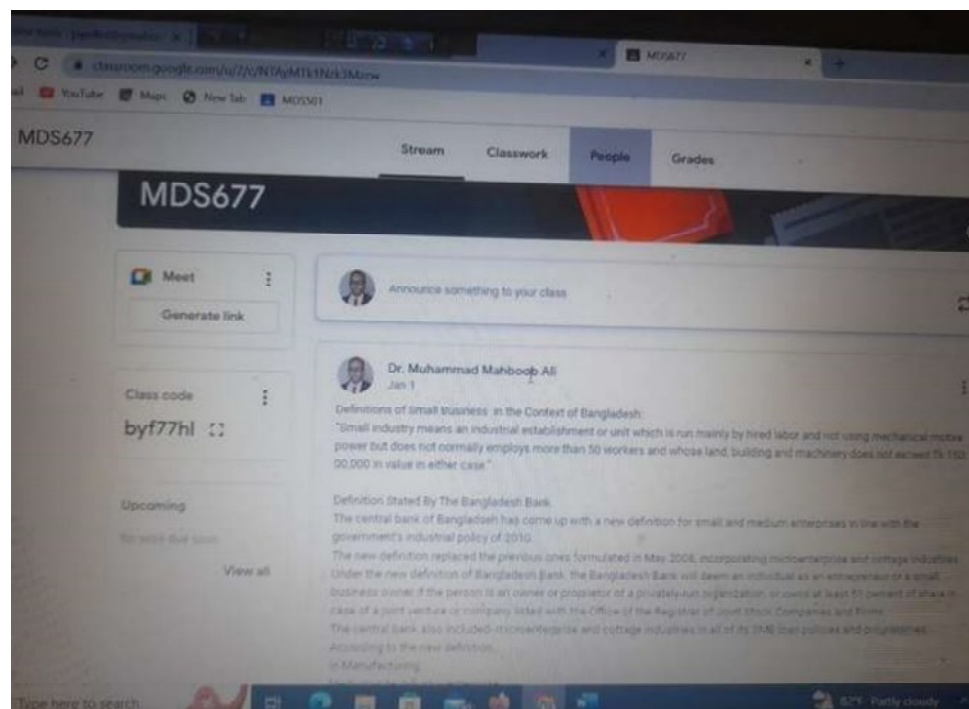 MDS677
classroom.google.com/u/7/c/
YouTube Maps New Tab MDS501
MDS677 Stream Classwork People Grades
MDS677
Meet
Generate link
Announce something to your class
Class code
byf77hl
Dr. Muhammad Mahboob Ali
Jan 1
Definitions of Small Business in the Context of Bangladesh:
"Small industry means an industrial establishment or unit which is run mainly by hired labor and not using mechanical motive
power but does not normally employs more than 50 workers and whose land, building and machinery does not exceed Tk 150
00,000 in value in either case."
Upcoming
View all
Definition Stated By The Bangladesh Bank
The central bank of Bangladseh has come up with a new definition for small and medium enterprises in line with the
government's industrial policy of 2010.
The new definition replaced the previous ones formulated in May 2008, incorporating microenterprise and cottage industries.
Under the new definition of Bangladesh Bank, the Bangladesh Bank will deem an individual as an entrepreneur or a small
business owner if the person is an owner or proprietor of a privately-run organization, or owns at least 51 percent of share in
case of a joint venture or company listed with the Office of the Registrar of Joint Stock Companies and Firms.
The central bank also included microenterprise and cottage industries in all of its SME loan policies and programmes.
According to the new definition,
In Manufacturing
Type here to search
82°F Partly cloudy